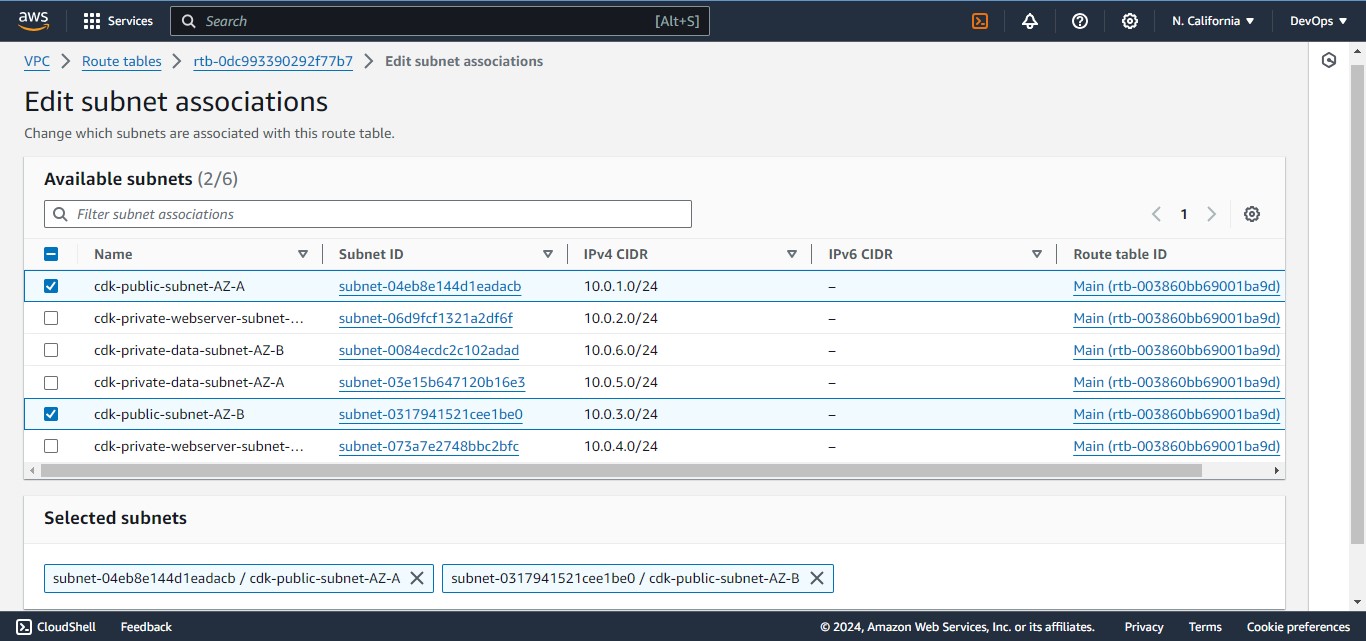 aws Services Search [Alt+S] N. California DevOps
VPC Route tables rtb-0dc993390292f77b7 Edit subnet associations
Edit subnet associations
Change which subnets are associated with this route table.
Available subnets (2/6)
Filter subnet associations 1
Name Subnet ID IPv4 CIDR IPv6 CIDR Route table ID
cdk-public-subnet-AZ-A subnet-04eb8e144d1eadacb 10.0.1.0/24 – Main (rtb-003860bb69001ba9d)
cdk-private-webserver-subnet-... subnet-06d9fcf1321a2df6f 10.0.2.0/24 – Main (rtb-003860bb69001ba9d)
cdk-private-data-subnet-AZ-B subnet-0084ecdc2c102adad 10.0.6.0/24 – Main (rtb-003860bb69001ba9d)
cdk-private-data-subnet-AZ-A subnet-03e15b647120b16e3 10.0.5.0/24 – Main (rtb-003860bb69001ba9d)
cdk-public-subnet-AZ-B subnet-0317941521cee1be0 10.0.3.0/24 – Main (rtb-003860bb69001ba9d)
cdk-private-webserver-subnet-... subnet-073a7e2748bbc2bfc 10.0.4.0/24 – Main (rtb-003860bb69001ba9d)
Selected subnets
subnet-04eb8e144d1eadacb / cdk-public-subnet-AZ-A subnet-0317941521cee1be0 / cdk-public-subnet-AZ-B
CloudShell Feedback © 2024, Amazon Web Services, Inc. or its affiliates. Privacy Terms Cookie preferences